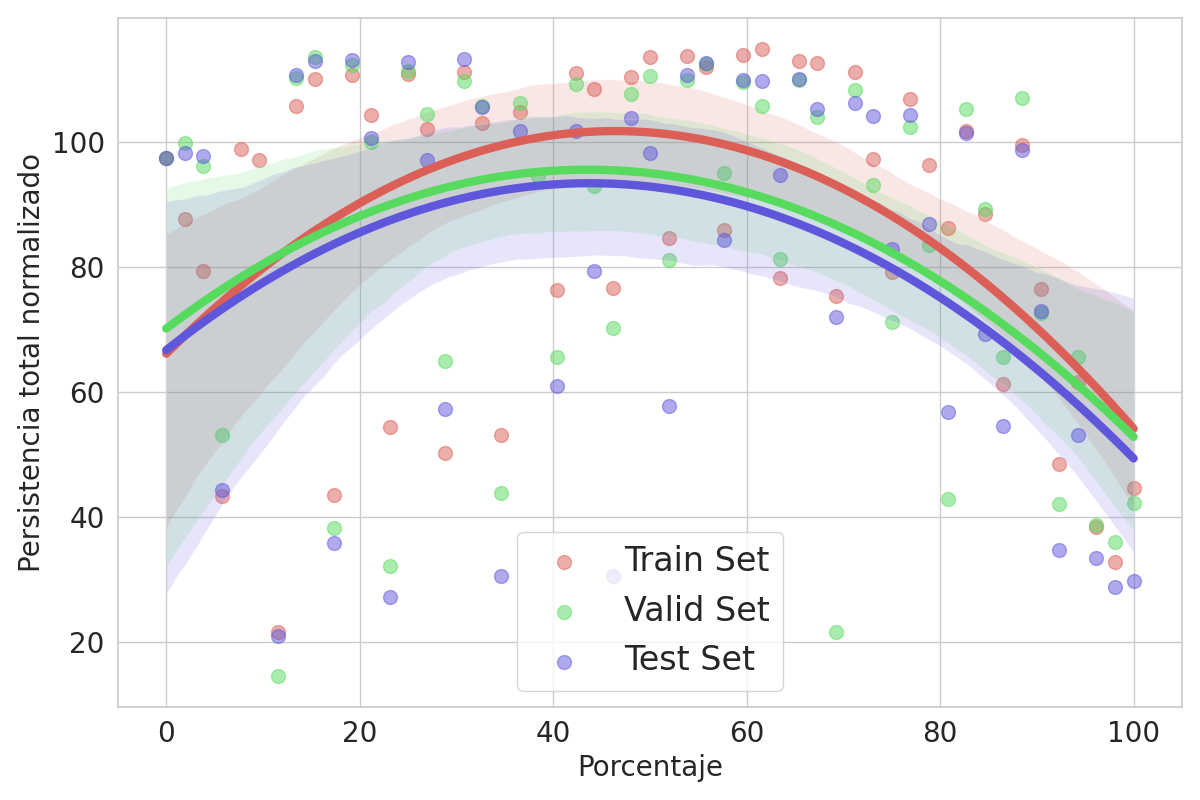 Persistencia total normalizado
100
80
60
40
20
Train Set
Valid Set
Test Set
0 20 40 60 80 100
Porcentaje